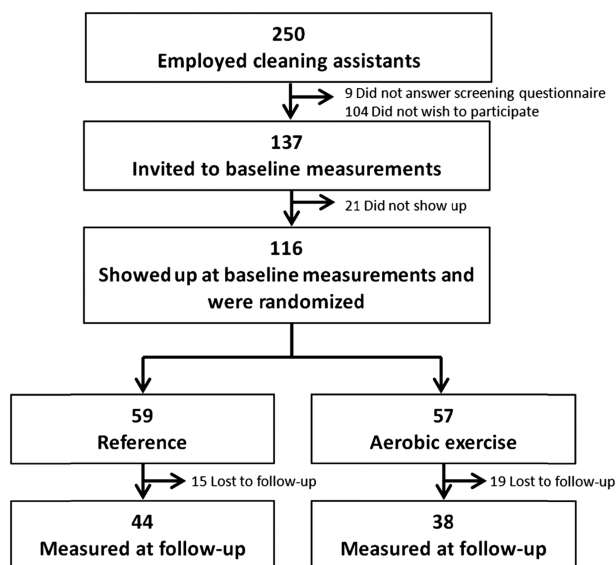 250
Employed cleaning assistants
9 Did not answer screening questionnaire
104 Did not wish to participate
137
Invited to baseline measurements
21 Did not show up
116
Showed up at baseline measurements and
were randomized
59
Reference
57
Aerobic exercise
15 Lost to follow-up
19 Lost to follow-up
44
Measured at follow-up
38
Measured at follow-up